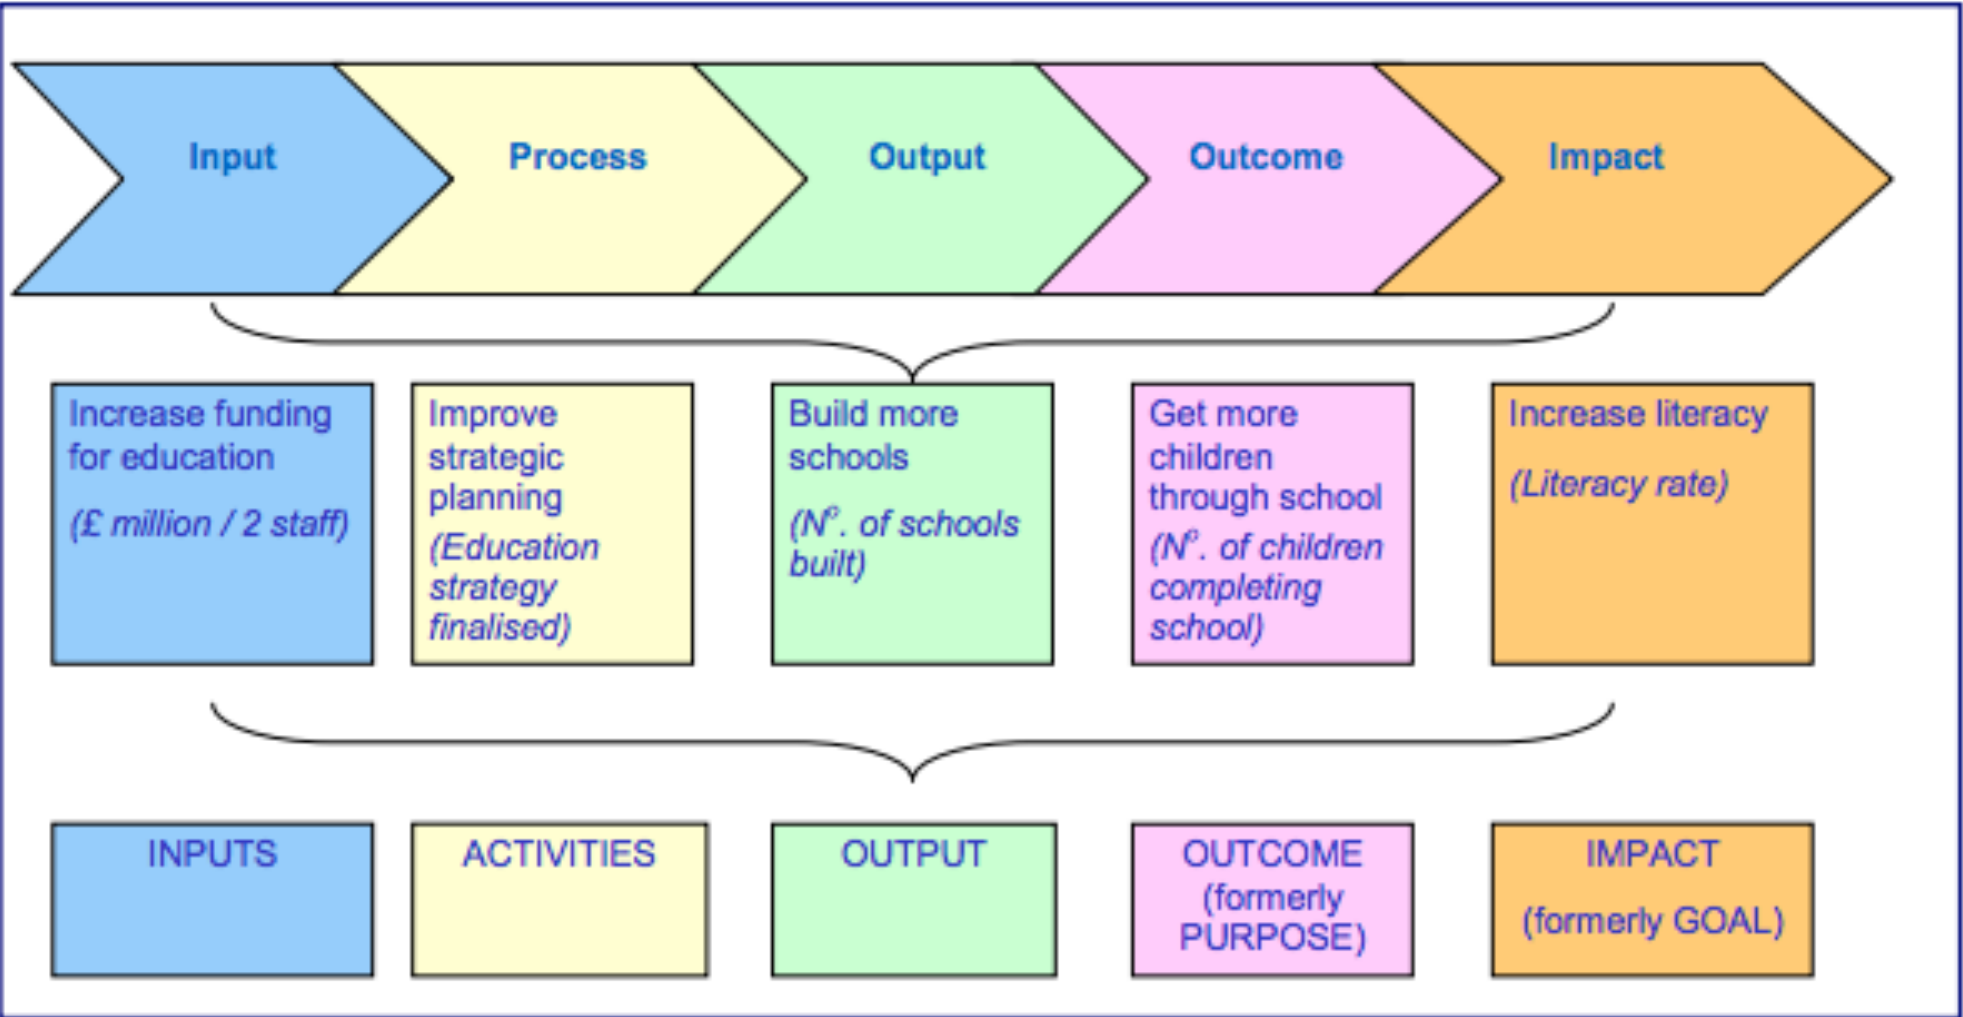 Input
Process
Output
Outcome
Impact
Increase funding
for education
(£ million / 2 staff)
Improve
strategic
planning
(Education
strategy
finalised)
Build more
schools
(Nº. of schools
built)
Get more
children
through school
(Nº. of children
completing
school)
Increase literacy
(Literacy rate)
INPUTS
ACTIVITIES
OUTPUT
OUTCOME
(formerly
PURPOSE)
IMPACT
(formerly GOAL)